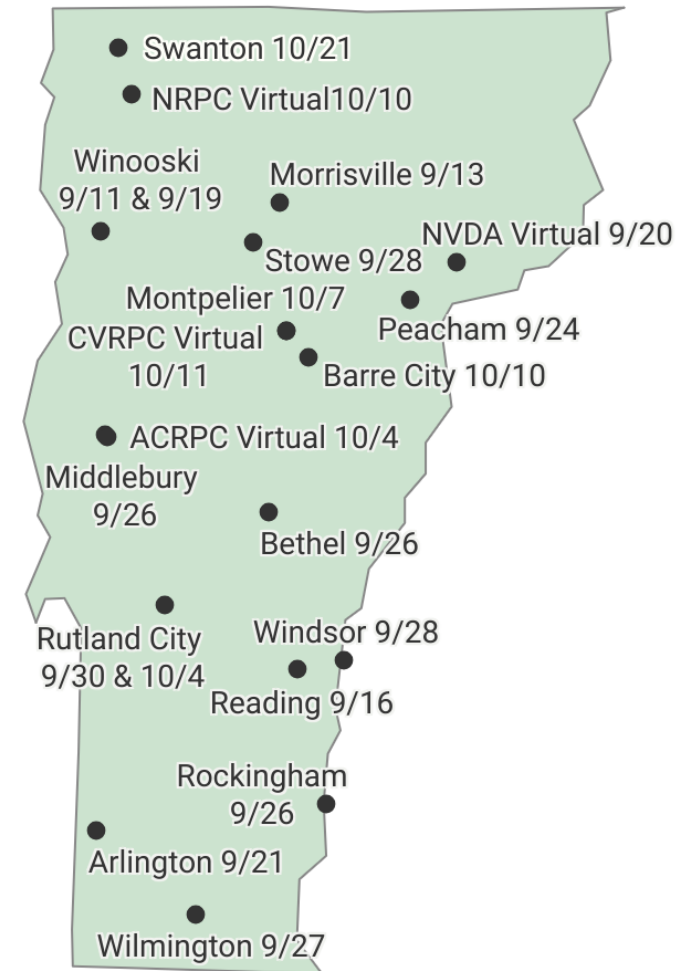 Swanton 10/21
NRPC Virtual10/10
Winooski
9/11 & 9/19
Morrisville 9/13
NVDA Virtual 9/20
Stowe 9/28
Montpelier 10/7
Peacham 9/24
CVRPC Virtual
10/11
Barre City 10/10
ACRPC Virtual 10/4
Middlebury
9/26
Bethel 9/26
Rutland City
9/30 & 10/4
Windsor 9/28
Reading 9/16
Rockingham
9/26
Arlington 9/21
Wilmington 9/27